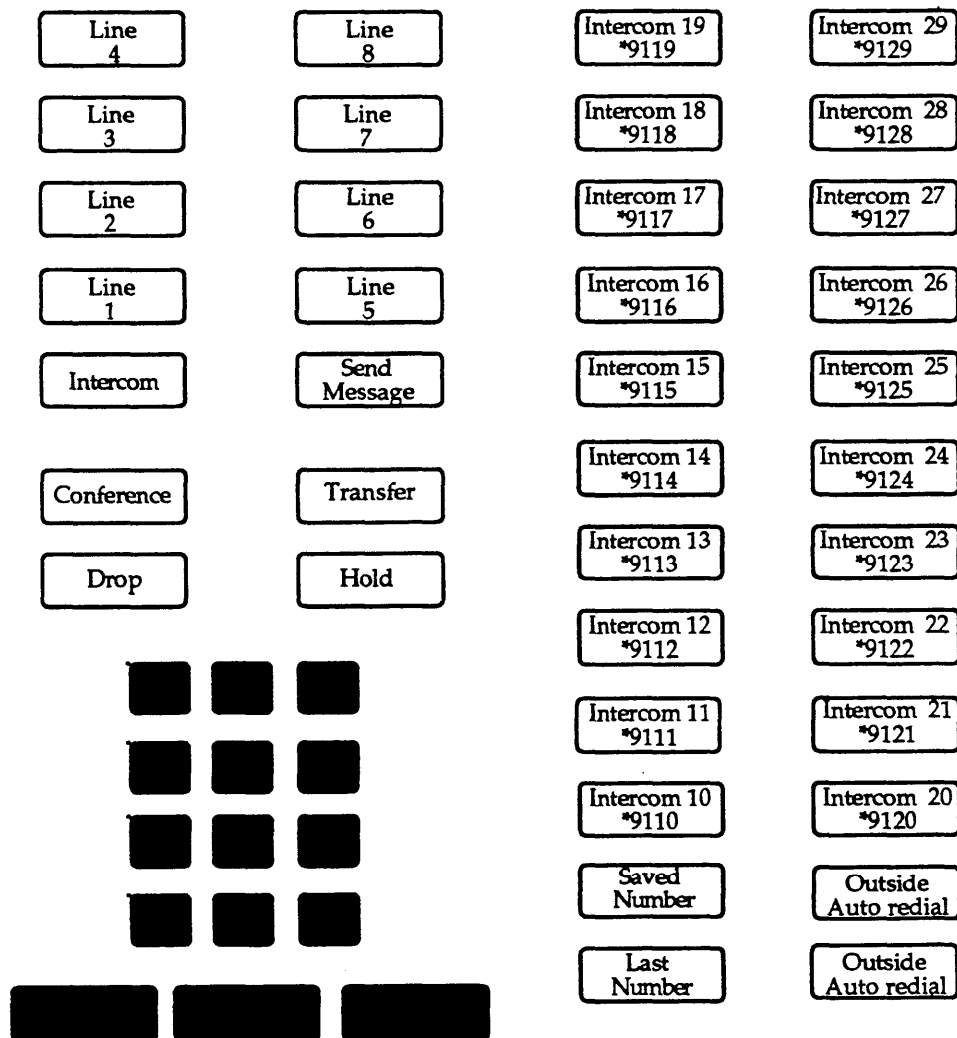 Line
4
Line
8
Intercom 19
*9119
Intercom 29
*9129
Line
3
Line
7
Intercom 18
*9118
Intercom 28
*9128
Line
2
Line
6
Intercom 17
*9117
Intercom 27
*9127
Line
1
Line
5
Intercom 16
*9116
Intercom 26
*9126
Intercom
Send
Message
Intercom 15
*9115
Intercom 25
*9125
Conference
Transfer
Intercom 14
*9114
Intercom 24
*9124
Drop
Hold
Intercom 13
*9113
Intercom 23
*9123
Intercom 12
*9112
Intercom 22
*9122
Intercom 11
*9111
Intercom 21
*9121
Intercom 10
*9110
Intercom 20
*9120
Saved
Number
Outside
Auto redial
Last
Number
Outside
Auto redial